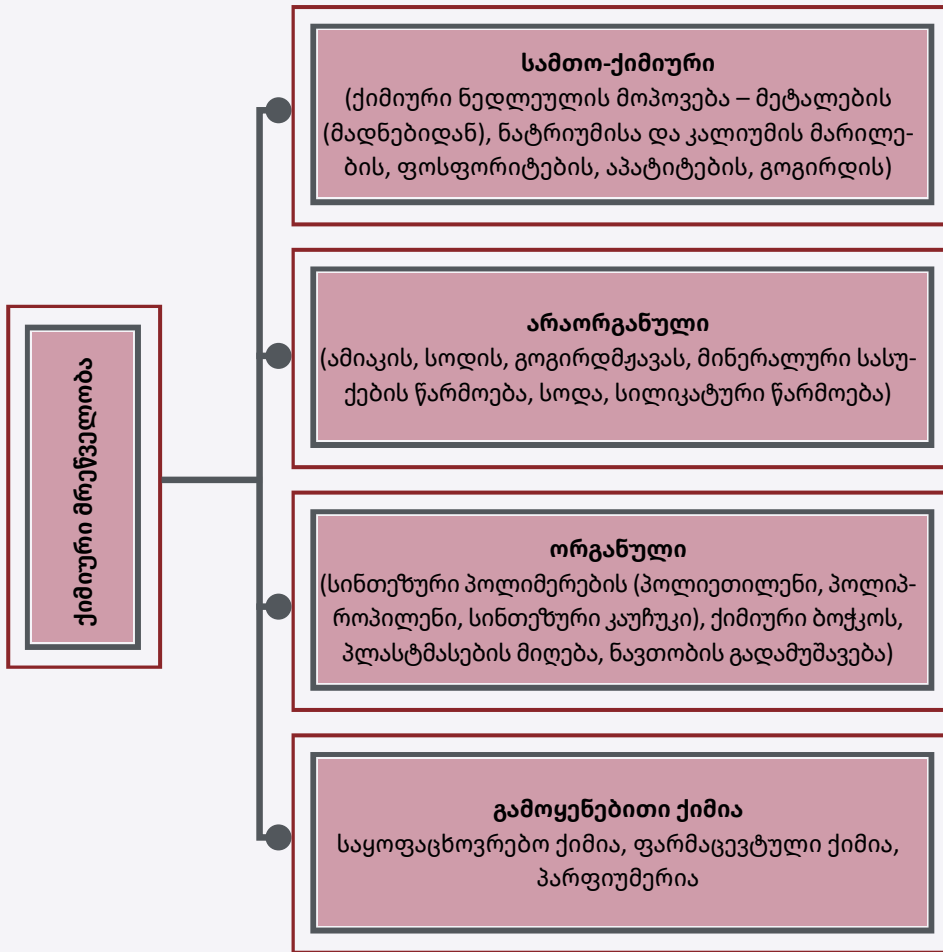 ქიმიური მრეწველობა
სამთო-ქიმიური
(ქიმიური ნედლეულის მოპოვება – მეტალების
(მადნებიდან), ნატრიუმისა და კალიუმის მარილე-
ბის, ფოსფორიტების, აპატიტების, გოგირდის)
არაორგანული
(ამიაკის, სოდის, გოგირდმჟავას, მინერალური სასუ-
ქების წარმოება, სოდა, სილიკატური წარმოება)
ორგანული
(სინთეზური პოლიმერების (პოლიეთილენი, პოლიპ-
როპილენი, სინთეზური კაუჩუკი), ქიმიური ბოჭკოს,
პლასტმასების მიღება, ნავთობის გადამუშავება)
გამოყენებითი ქიმია
საყოფაცხოვრებო ქიმია, ფარმაცევტული ქიმია,
პარფიუმერია